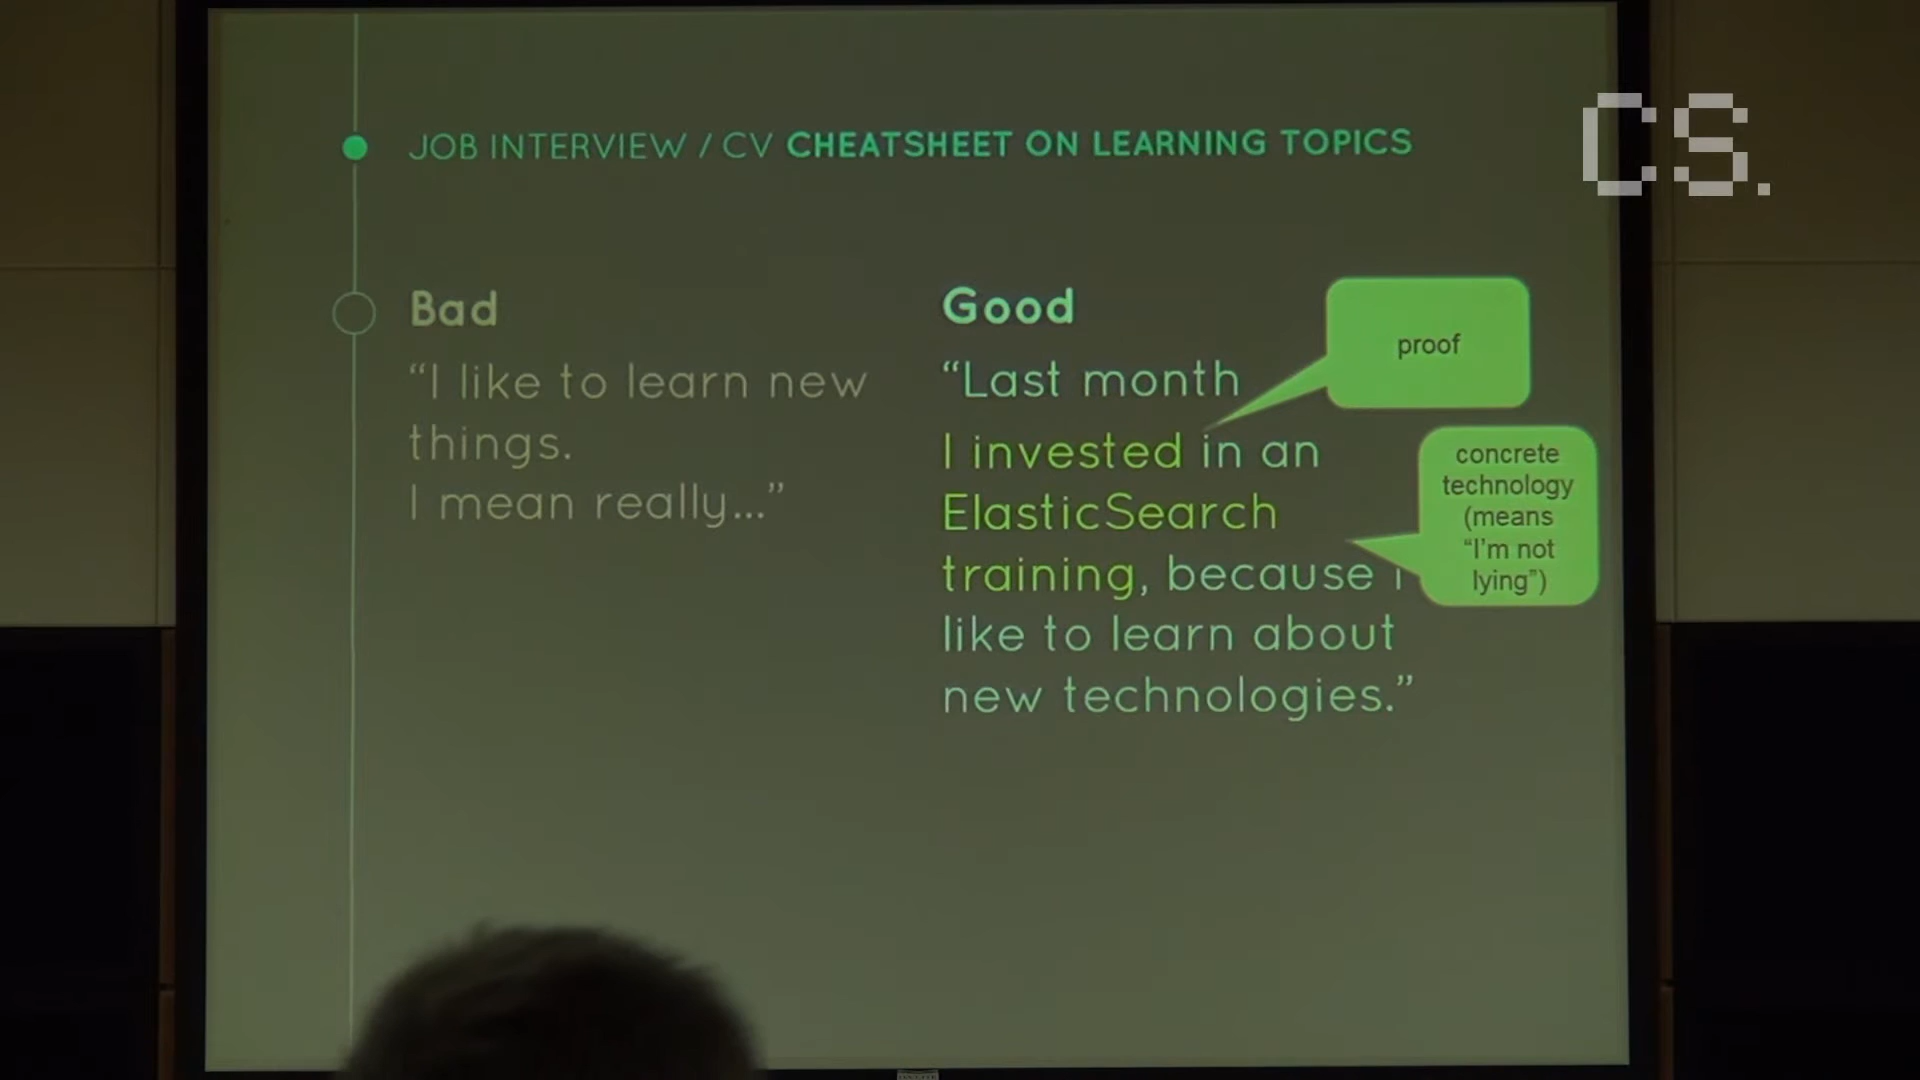 JOB INTERVIEW / CV CHEATSHEET ON LEARNING TOPICS
CS.
Bad
“I like to learn new
things.
I mean really...”
Good
“Last month
I invested in an
ElasticSearch
training, because i
like to learn about
new technologies.”
proof
concrete
technology
(means
“I'm not
lying”)